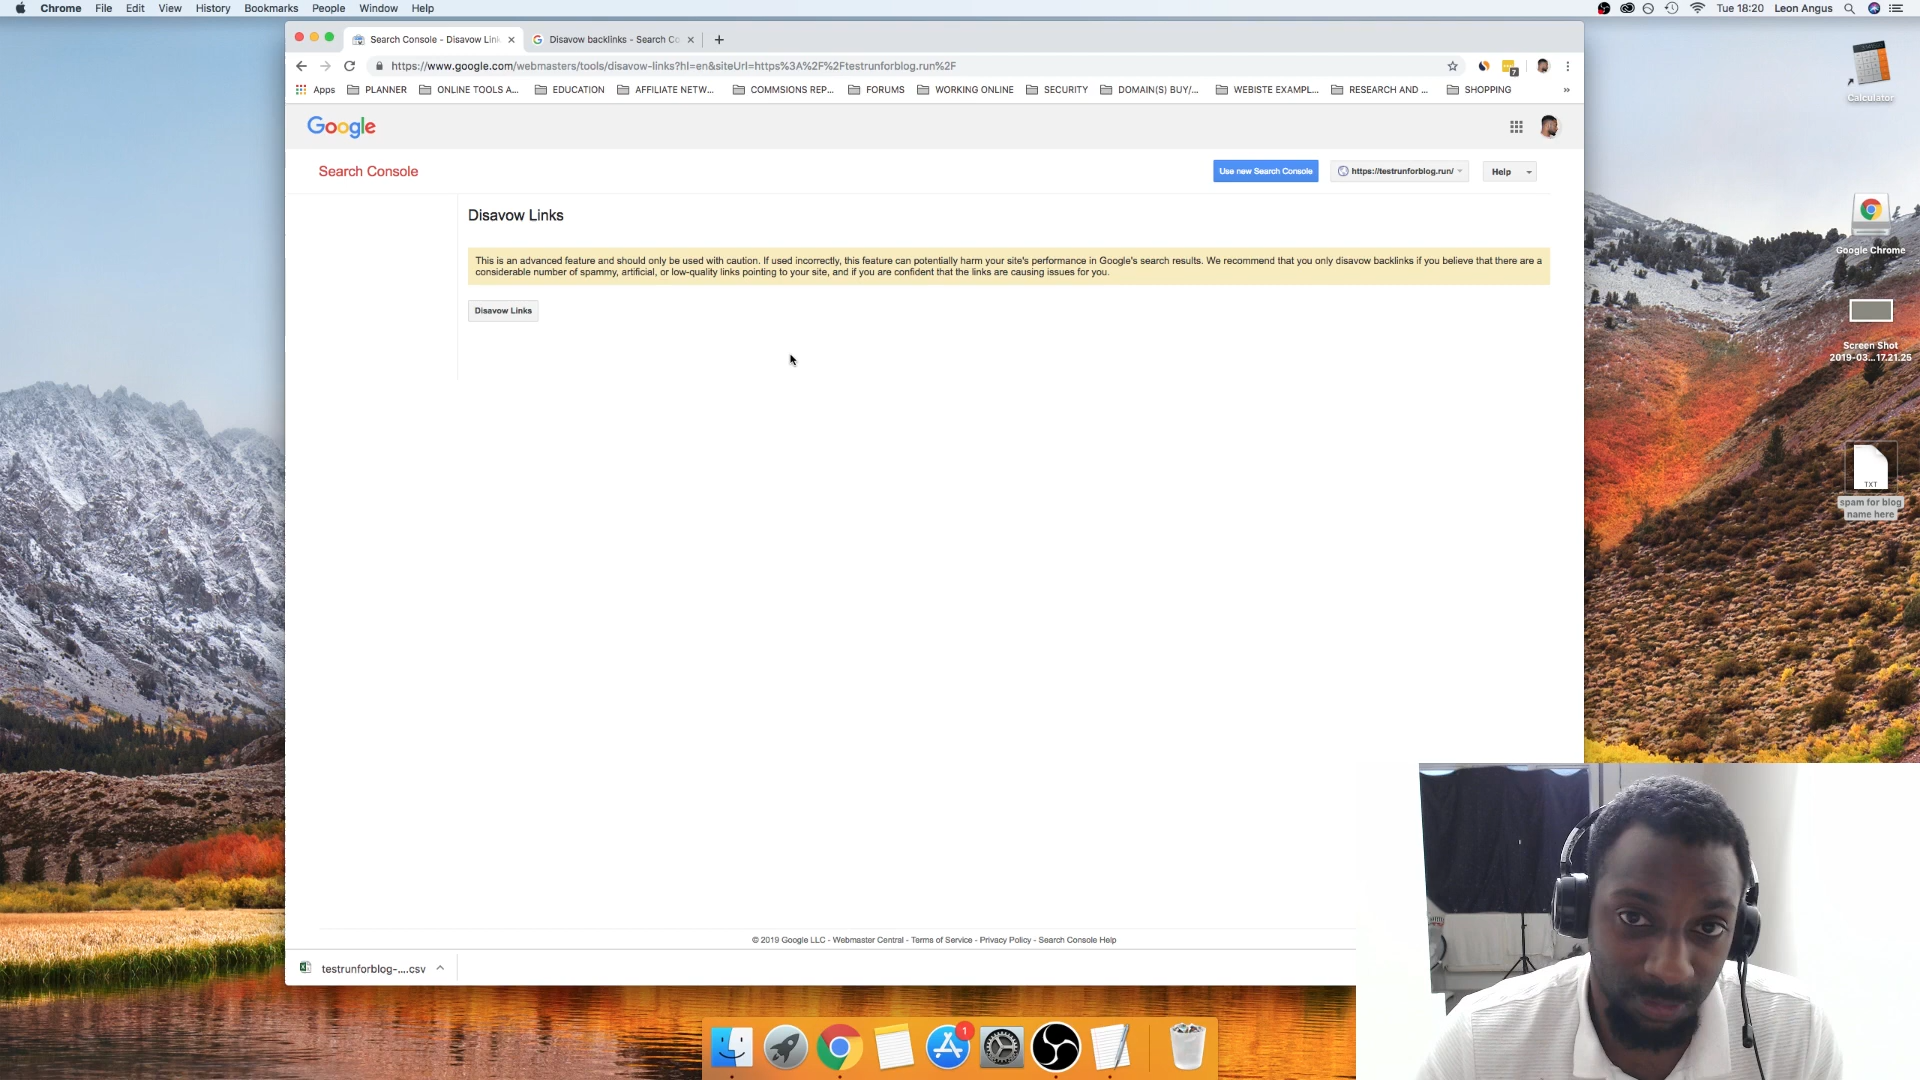 Chrome File Edit View History Bookmarks People Window Help
Tue 18:20 Leon Angus
Search Console - Disavow Link
Disavow backlinks - Search Co
https://www.google.com/webmasters/tools/disavow-links?hl=en&siteUrl=https%3A%2F%2Ftestrunforblog.run%2F
7
Apps PLANNER ONLINE TOOLS A... EDUCATION AFFILIATE NETW... COMMSIONS REP... FORUMS WORKING ONLINE SECURITY DOMAIN(S) BUY/... WEBISTE EXAMPL... RESEARCH AND ... SHOPPING »
Google
Search Console
Use new Search Console
https://testrunforblog.run/
Help
Disavow Links
This is an advanced feature and should only be used with caution. If used incorrectly, this feature can potentially harm your site's performance in Google's search results. We recommend that you only disavow backlinks if you believe that there are a
considerable number of spammy, artificial, or low-quality links pointing to your site, and if you are confident that the links are causing issues for you.
Disavow Links
© 2019 Google LLC - Webmaster Central - Terms of Service - Privacy Policy - Search Console Help
testrunforblog-....csv
Calculator
Google Chrome
Screen Shot
2019-03...17.21.25
TXT
spam for blog
name here
1